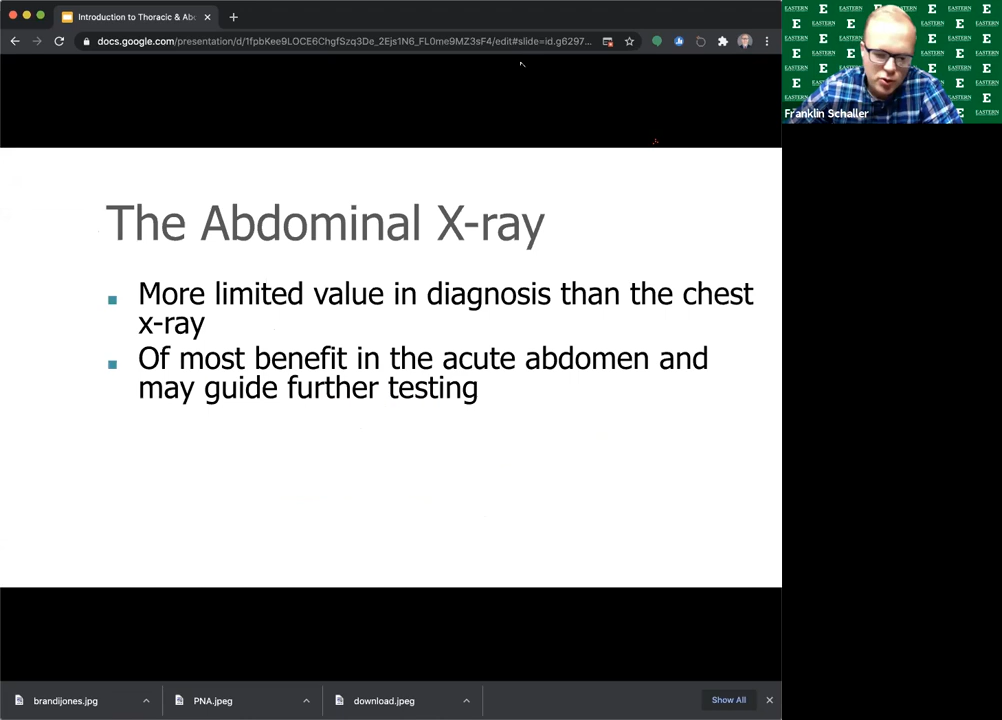 Introduction to Thoracic & Abd
docs.google.com/presentation/d/1fpbKee9LOCE6ChgfSzq3De_2Ejs1N6_FL0me9MZ3sF4/edit#slide=id.g6297...
The Abdominal X-ray
More limited value in diagnosis than the chest
x-ray
Of most benefit in the acute abdomen and
may guide further testing
brandijones.jpg
PNA.jpeg
download.jpeg
Show All
EASTERN
E
Franklin Schaller